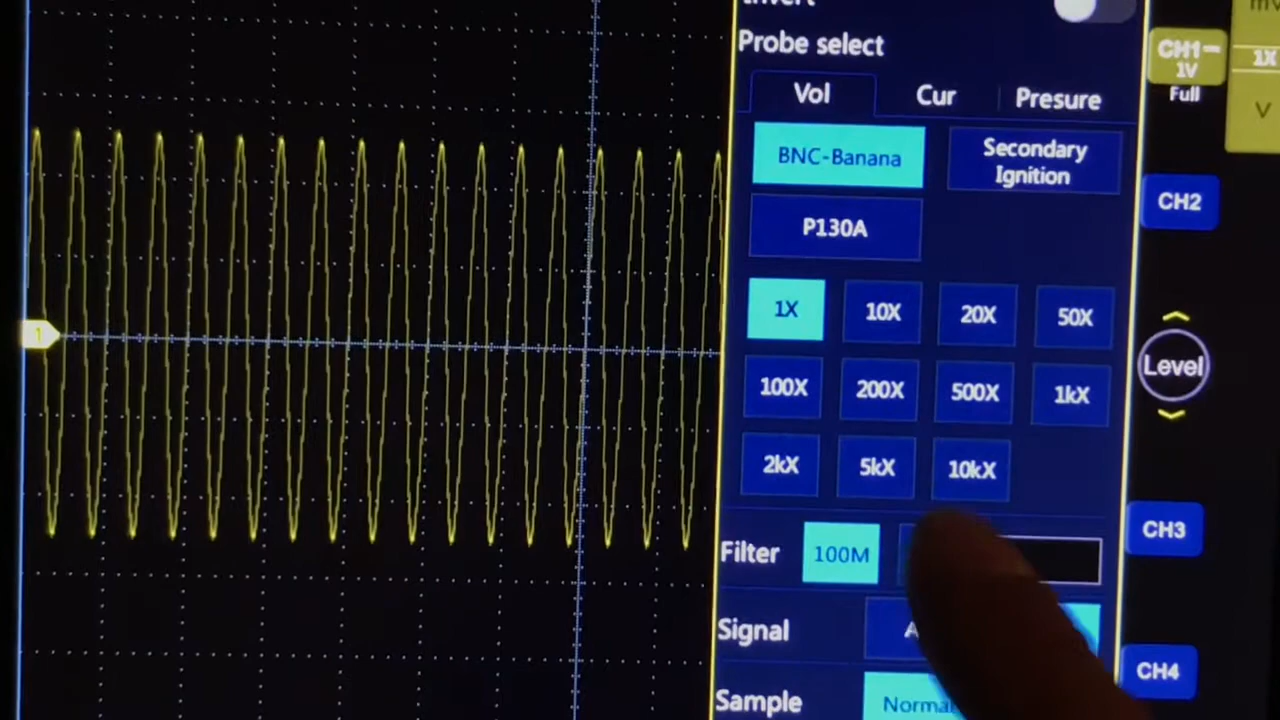 Invert
Probe select
Vol Cur Presure
BNC-Banana
Secondary
Ignition
P130A
1X 10X 20X 50X
100X 200X 500X 1kX
2kX 5kX 10kX
Filter 100M
Signal
Sample Normal
1
CH1
1V
Full
1X
V
CH2
Level
CH3
CH4